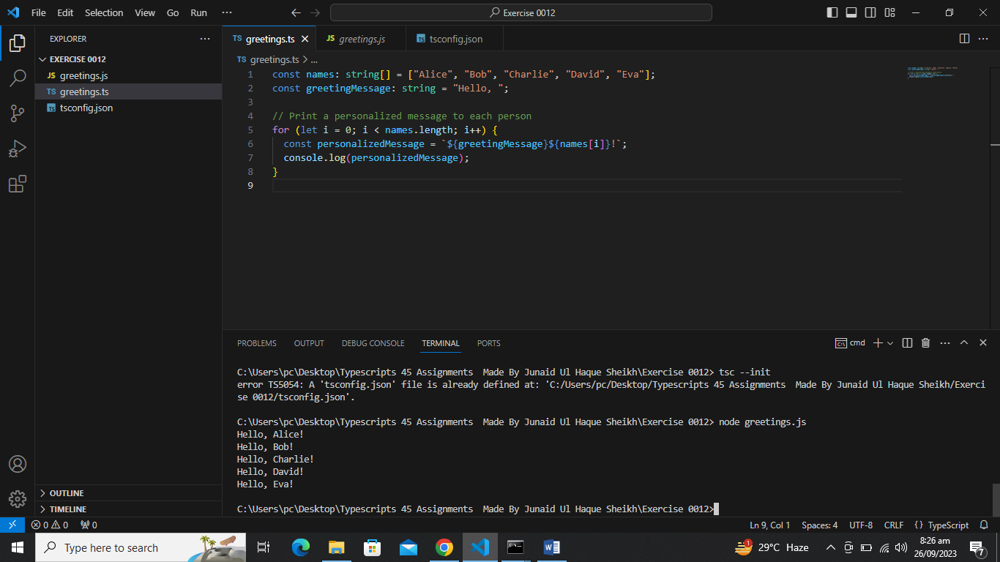 File Edit Selection View Go Run ···
Exercise 0012
EXPLORER
EXERCISE 0012
JS greetings.js
TS greetings.ts
tsconfig.json
OUTLINE
TIMELINE
TS greetings.ts
JS greetings.js
tsconfig.json
TS greetings.ts > ...
1 const names: string[] = ["Alice", "Bob", "Charlie", "David", "Eva"];
2 const greetingMessage: string = "Hello, ";
3
4 // Print a personalized message to each person
5 for (let i = 0; i < names.length; i++) {
6 const personalizedMessage = `${greetingMessage}${names[i]}!`;
7 console.log(personalizedMessage);
8 }
9
PROBLEMS OUTPUT DEBUG CONSOLE TERMINAL PORTS
cmd
C:\Users\pc\Desktop\Typescripts 45 Assignments  Made By Junaid Ul Haque Sheikh\Exercise 0012> tsc --init
error TS5054: A 'tsconfig.json' file is already defined at: 'C:/Users/pc/Desktop/Typescripts 45 Assignments  Made By Junaid Ul Haque Sheikh/Exerci
se 0012/tsconfig.json'.
C:\Users\pc\Desktop\Typescripts 45 Assignments  Made By Junaid Ul Haque Sheikh\Exercise 0012> node greetings.js
Hello, Alice!
Hello, Bob!
Hello, Charlie!
Hello, David!
Hello, Eva!
C:\Users\pc\Desktop\Typescripts 45 Assignments  Made By Junaid Ul Haque Sheikh\Exercise 0012>
0 0 0
Ln 9, Col 1 Spaces: 4 UTF-8 CRLF {} TypeScript
Type here to search
1 29°C Haze
8:26 am
26/09/2023
7